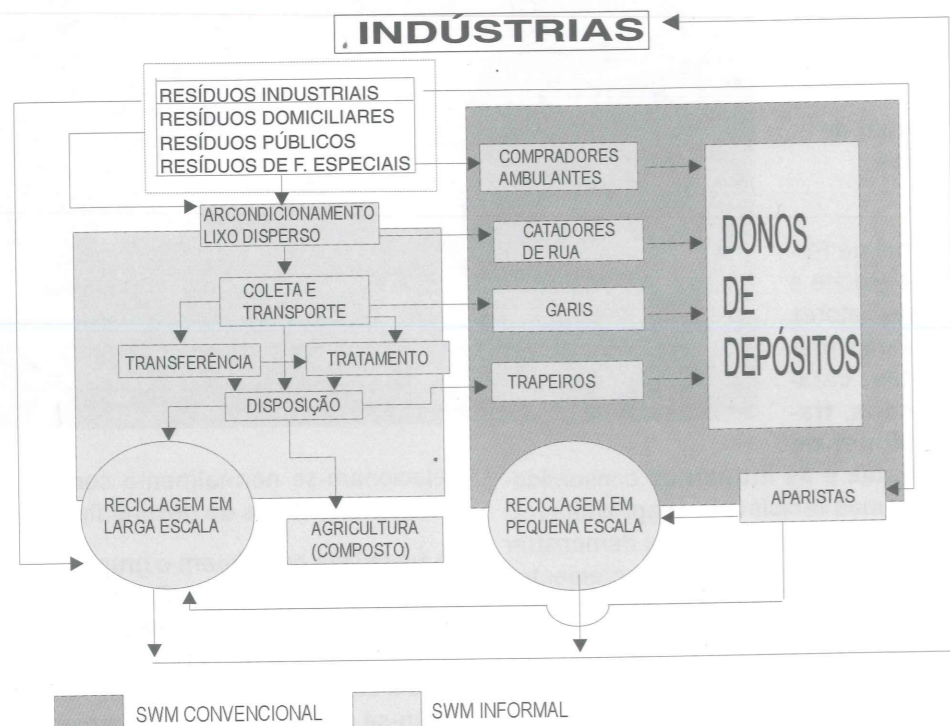 INDÚSTRIAS
RESÍDUOS INDUSTRIAIS
RESÍDUOS DOMICILIARES
RESÍDUOS PÚBLICOS
RESÍDUOS DE F. ESPECIAIS
ARCONDICIONAMENTO
LIXO DISPERSO
COLETA E
TRANSPORTE
TRANSFERÊNCIA
TRATAMENTO
DISPOSIÇÃO
RECICLAGEM EM
LARGA ESCALA
AGRICULTURA
(COMPOSTO)
COMPRADORES
AMBULANTES
CATADORES
DE RUA
GARIS
TRAPEIROS
DONOS
DE
DEPÓSITOS
RECICLAGEM EM
PEQUENA ESCALA
APARISTAS
SWM CONVENCIONAL
SWM INFORMAL